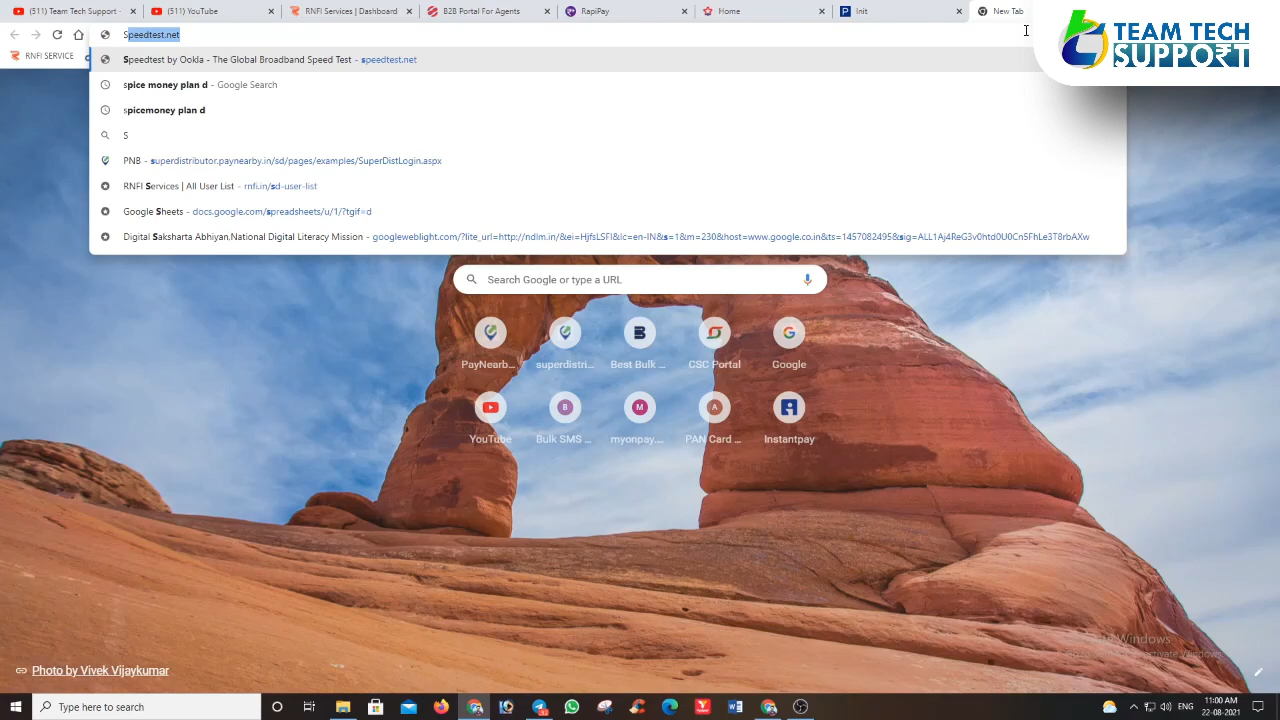 (511) Team Tech Support -
(511) YouTube
RNFI Services | Dashboard
B2B Portal For Agents
RapiPay
Home
Init
New Tab
Speedtest.net
RNFI SERVICE
TEAM TECH
SUPPO₹T
Speedtest by Ookla - The Global Broadband Speed Test - speedtest.net
spice money plan d - Google Search
spicemoney plan d
S
PNB - superdistributor.paynearby.in/sd/pages/examples/SuperDistLogin.aspx
RNFI Services | All User List - rnfi.in/sd-user-list
Google Sheets - docs.google.com/spreadsheets/u/1/?tgif=d
Digital Saksharta Abhiyan,National Digital Literacy Mission - googleweblight.com/?lite_url=http://ndlm.in/&ei=HjfsLSFl&lc=en-IN&s=1&m=230&host=www.google.co.in&ts=1457082495&sig=ALL1Aj4ReG3v0htd0U0Cn5FhLe3T8rbAXw
Search Google or type a URL
PayNearb...
superdistri...
Best Bulk ...
CSC Portal
Google
B
M
A
YouTube
Bulk SMS ...
myonpay....
PAN Card ...
Instantpay
Photo by Vivek Vijaykumar
Type here to search
ENG
11:00 AM
22-08-2021